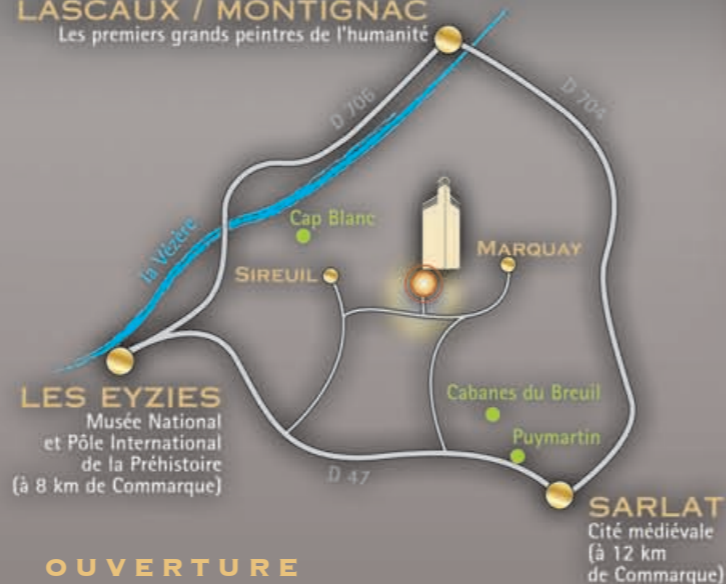 LASCAUX / MONTIGNAC
Les premiers grands peintres de l'humanité
D 706
D 704
la Vézère
Cap Blanc
SIREUIL
MARQUAY
LES EYZIES
Musée National
et Pôle International
de la Préhistoire
(à 8 km de Commarque)
Cabanes du Breuil
Puymartin
D 47
SARLAT
Cité médiévale
(à 12 km
de Commarque)
OUVERTURE